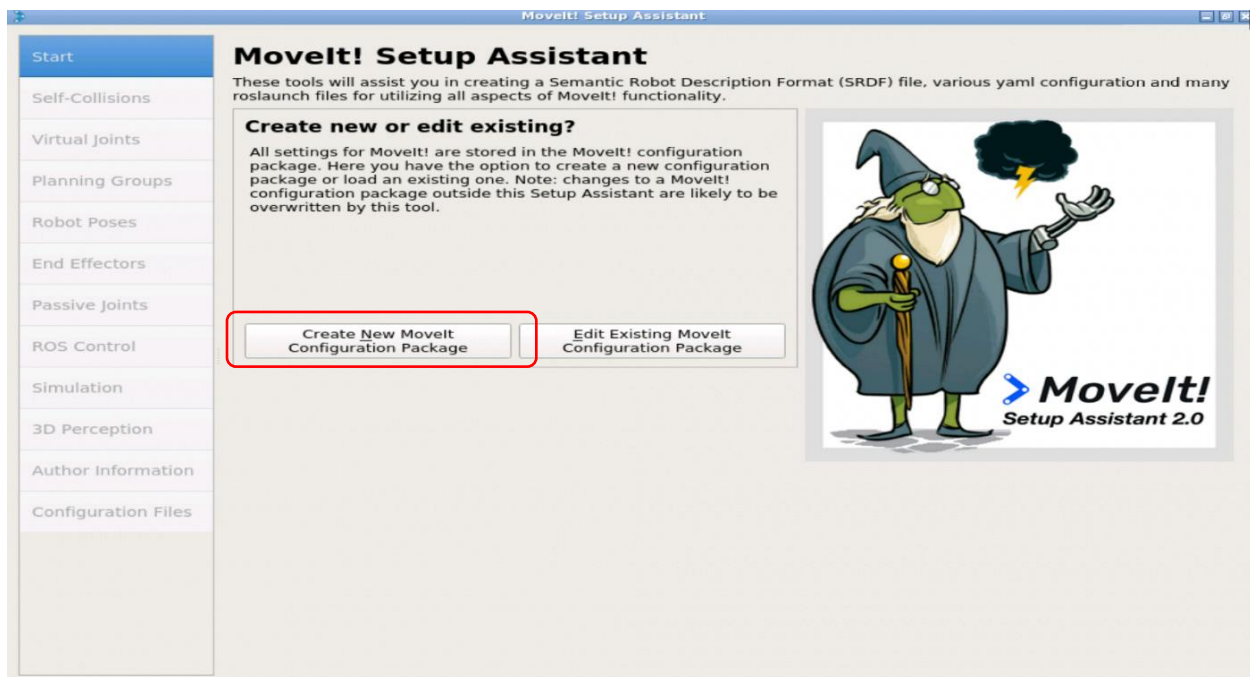 MoveIt! Setup Assistant
Start
Self-Collisions
Virtual Joints
Planning Groups
Robot Poses
End Effectors
Passive Joints
ROS Control
Simulation
3D Perception
Author Information
Configuration Files
MoveIt! Setup Assistant
These tools will assist you in creating a Semantic Robot Description Format (SRDF) file, various yaml configuration and many
roslaunch files for utilizing all aspects of MoveIt! functionality.
Create new or edit existing?
All settings for MoveIt! are stored in the MoveIt! configuration
package. Here you have the option to create a new configuration
package or load an existing one. Note: changes to a MoveIt!
configuration package outside this Setup Assistant are likely to be
overwritten by this tool.
Create New MoveIt
Configuration Package
Edit Existing MoveIt
Configuration Package
MoveIt!
Setup Assistant 2.0